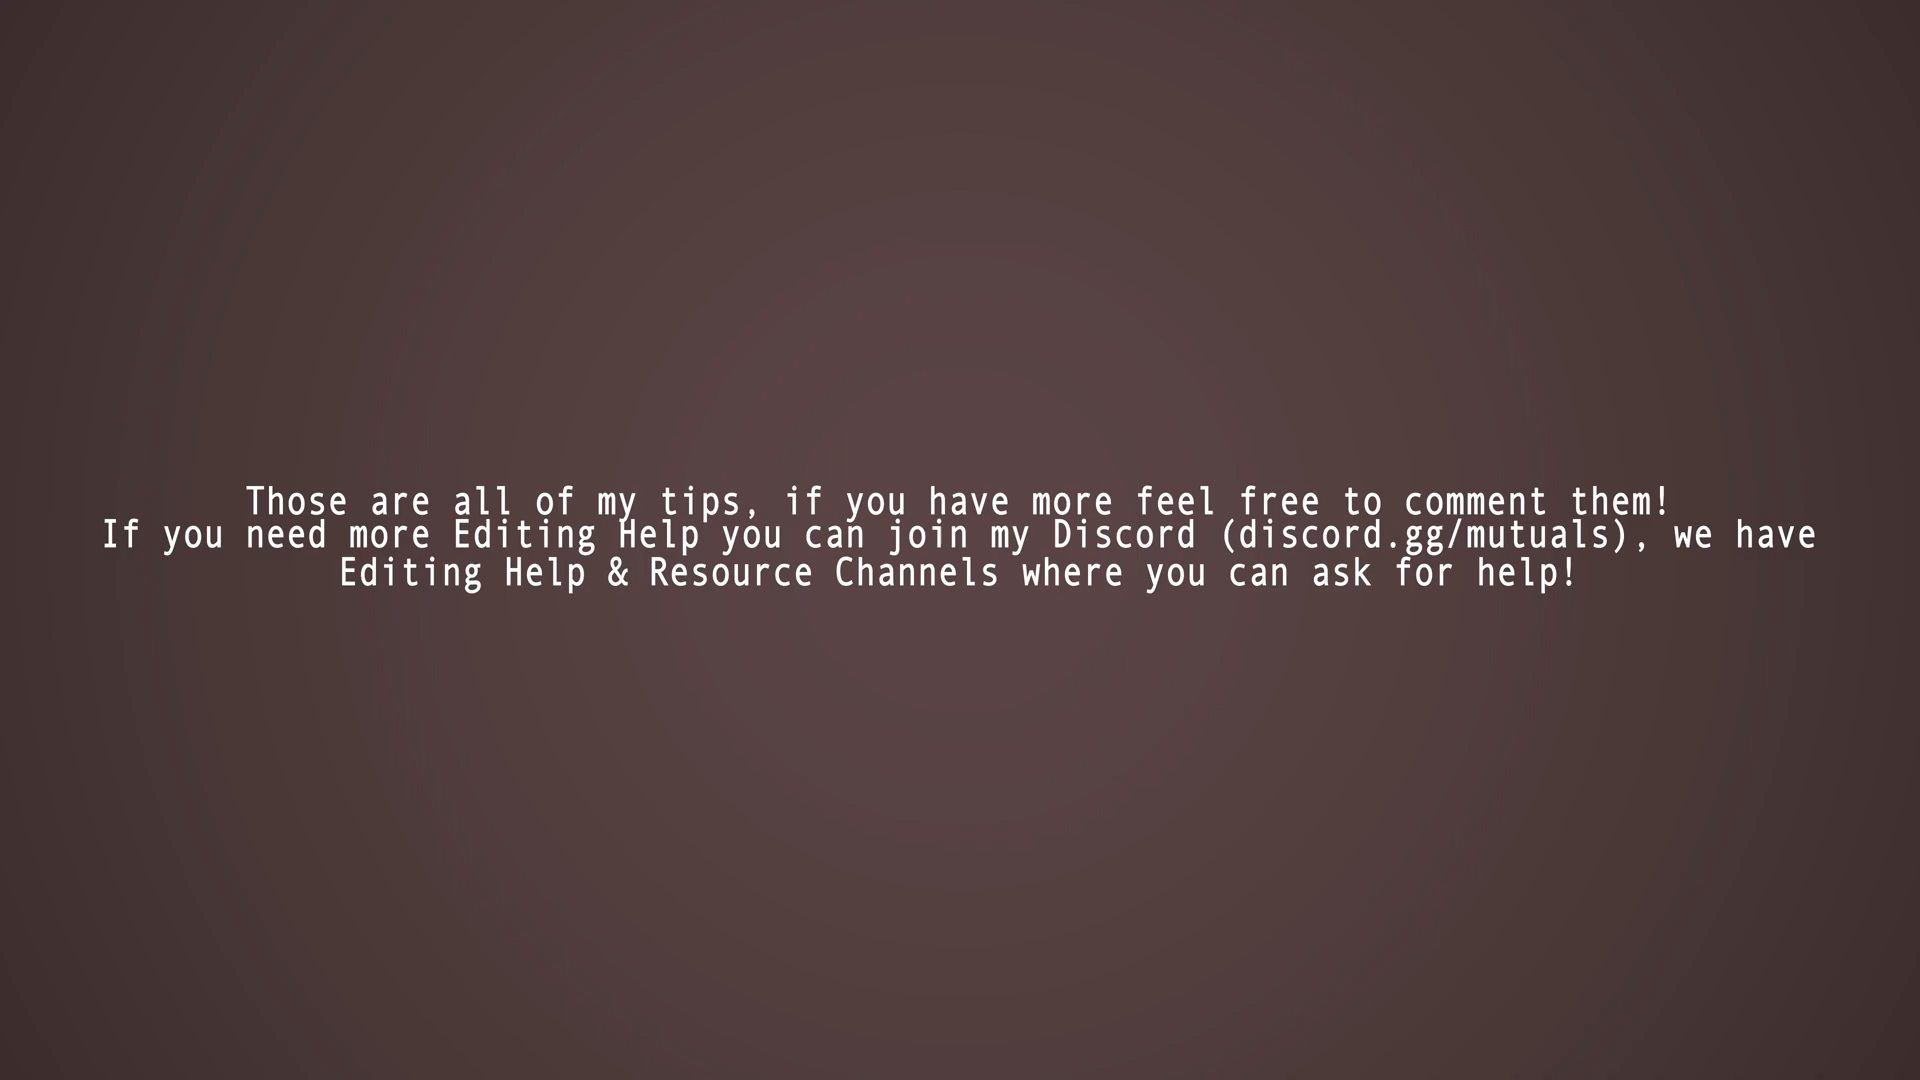 Those are all of my tips, if you have more feel free to comment them!
If you need more Editing Help you can join my Discord (discord.gg/mutuals), we have
Editing Help & Resource Channels where you can ask for help!